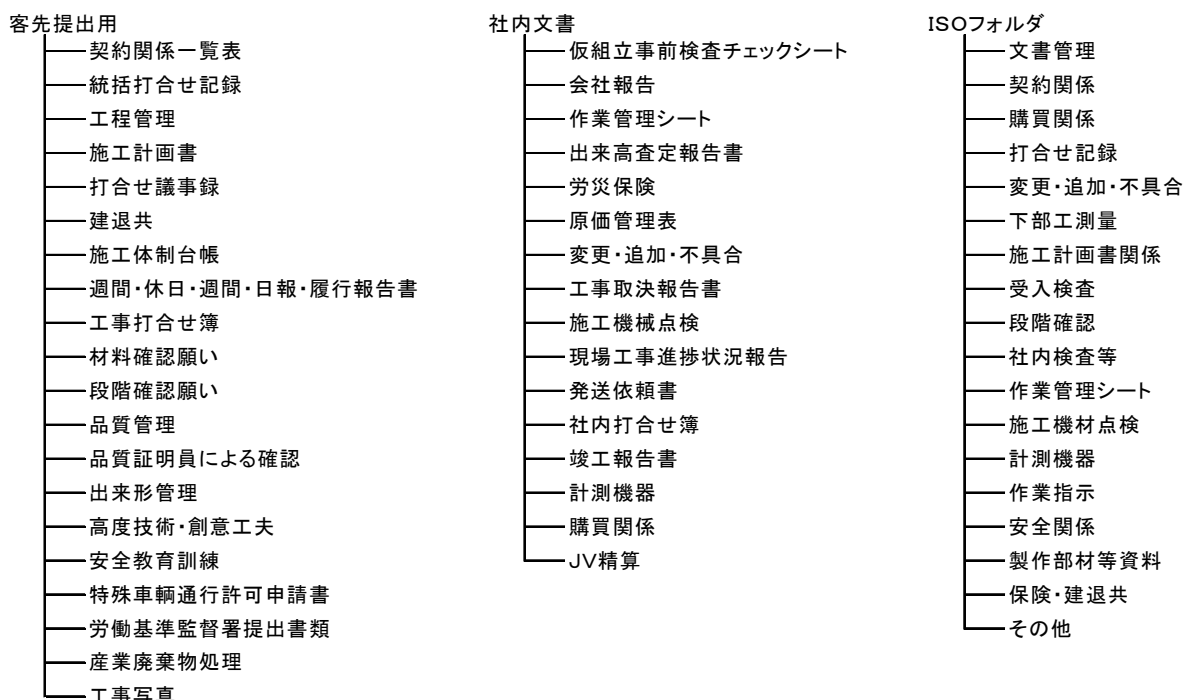 客先提出用
契約関係一覧表
統括打合せ記録
工程管理
施工計画書
打合せ議事録
建退共
施工体制台帳
週間・休日・週間・日報・履行報告書
工事打合せ簿
材料確認願い
段階確認願い
品質管理
品質証明員による確認
出来形管理
高度技術・創意工夫
安全教育訓練
特殊車輌通行許可申請書
労働基準監督署提出書類
産業廃棄物処理
工事写真
社内文書
仮組立事前検査チェックシート
会社報告
作業管理シート
出来高査定報告書
労災保険
原価管理表
変更・追加・不具合
工事取決報告書
施工機械点検
現場工事進捗状況報告
発送依頼書
社内打合せ簿
竣工報告書
計測機器
購買関係
JV精算
ISOフォルダ
文書管理
契約関係
購買関係
打合せ記録
変更・追加・不具合
下部工測量
施工計画書関係
受入検査
段階確認
社内検査等
作業管理シート
施工機材点検
計測機器
作業指示
安全関係
製作部材等資料
保険・建退共
その他